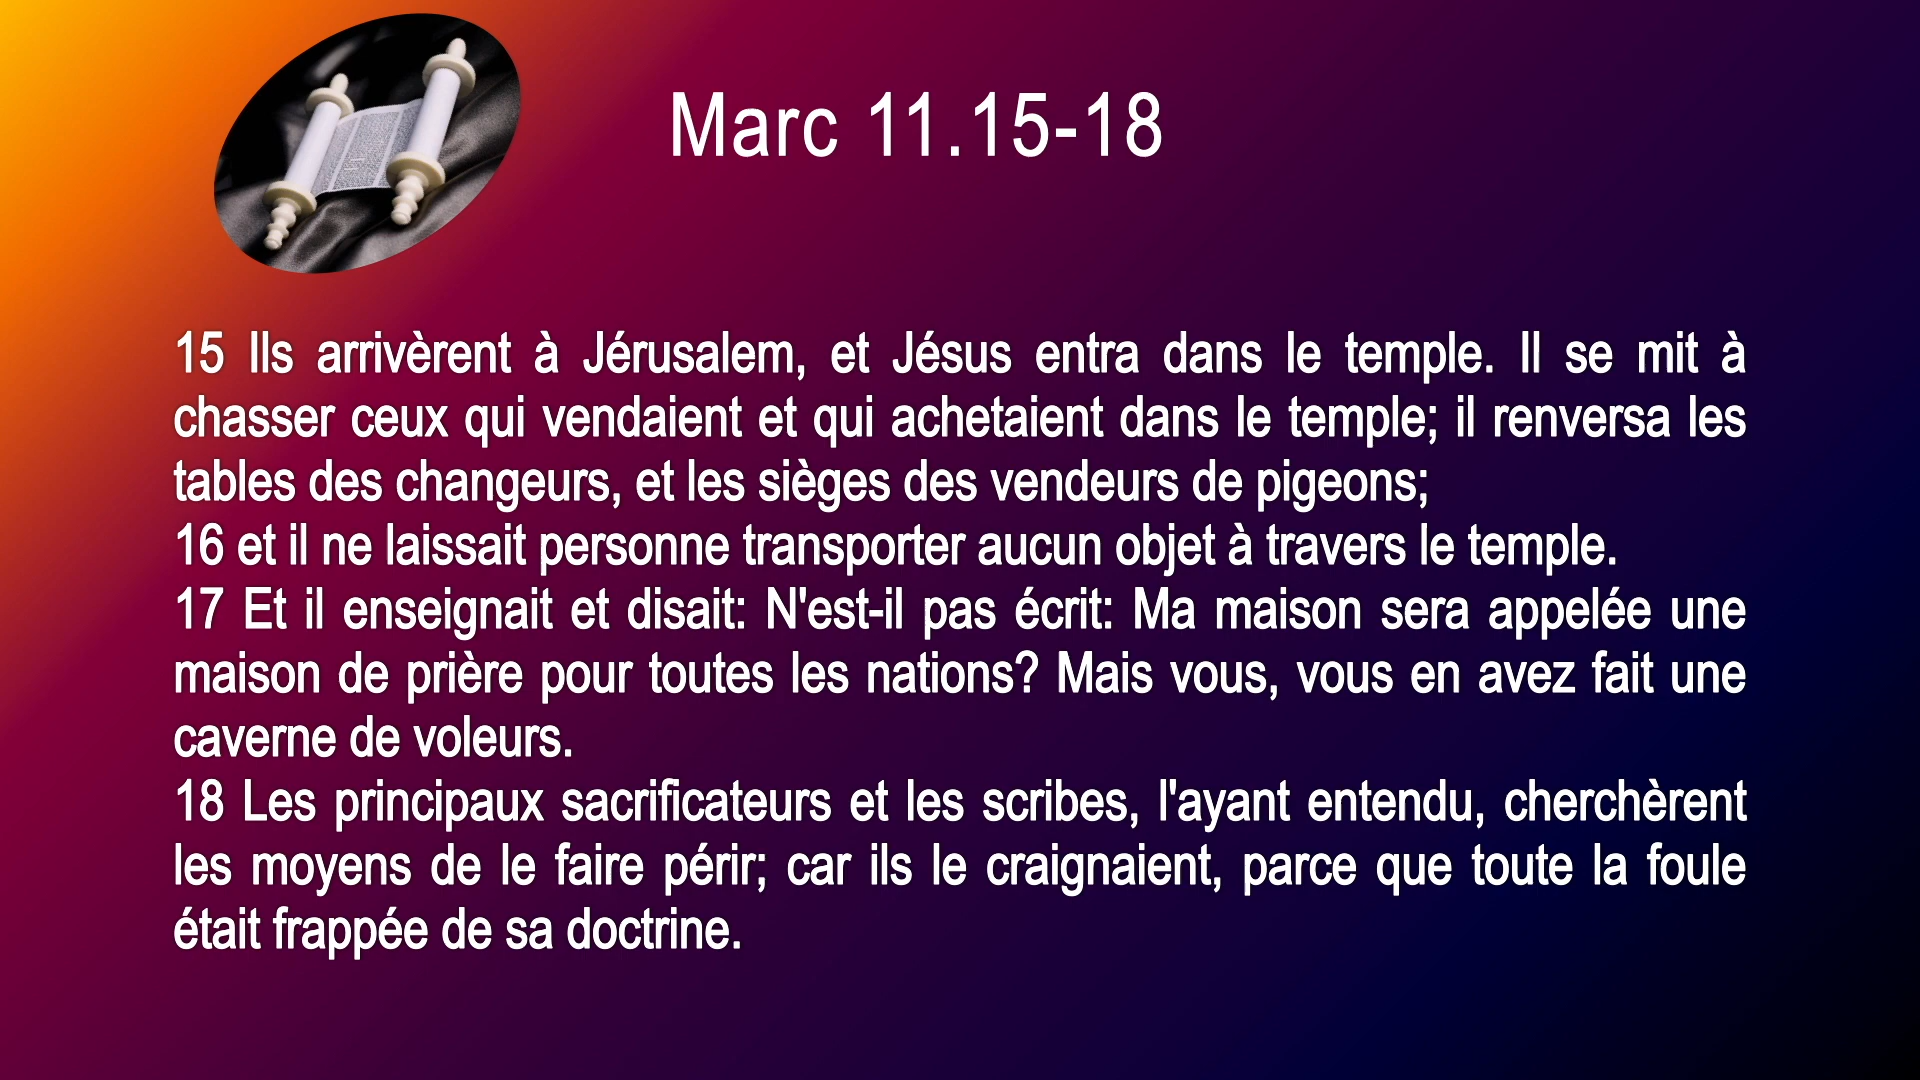 Marc 11.15-18
15 Ils arrivèrent à Jérusalem, et Jésus entra dans le temple. Il se mit à
chasser ceux qui vendaient et qui achetaient dans le temple; il renversa les
tables des changeurs, et les sièges des vendeurs de pigeons;
16 et il ne laissait personne transporter aucun objet à travers le temple.
17 Et il enseignait et disait: N'est-il pas écrit: Ma maison sera appelée une
maison de prière pour toutes les nations? Mais vous, vous en avez fait une
caverne de voleurs.
18 Les principaux sacrificateurs et les scribes, l'ayant entendu, cherchèrent
les moyens de le faire périr; car ils le craignaient, parce que toute la foule
était frappée de sa doctrine.